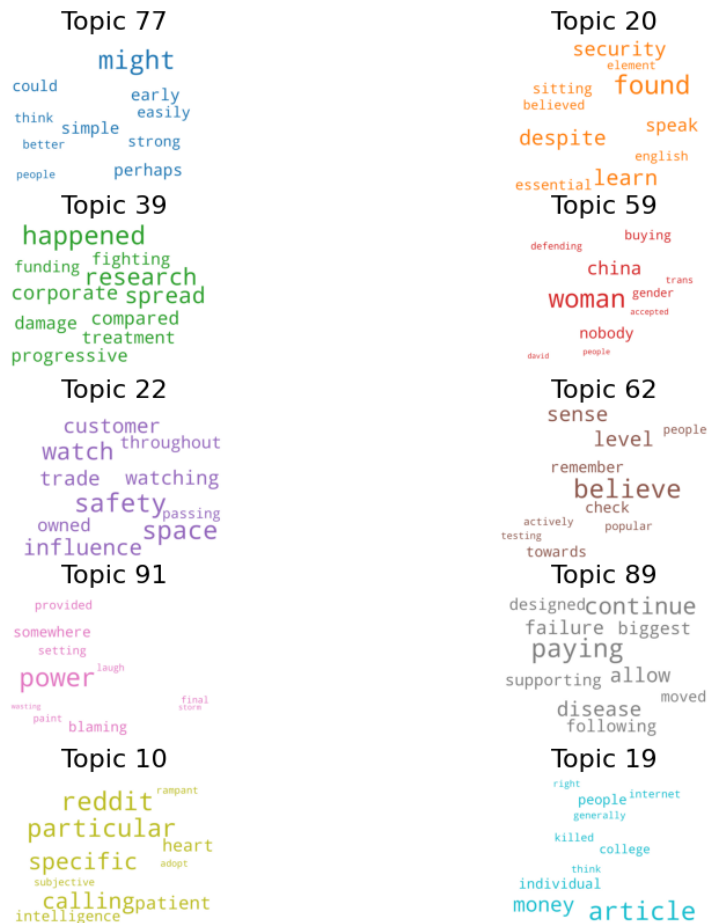 Topic 77
might
could
early
easily
think
simple
better
strong
people
perhaps
Topic 20
security
element
found
sitting
believed
speak
despite
english
essential
learn
Topic 39
happened
fighting
funding
research
corporate
spread
damage
compared
treatment
progressive
Topic 59
buying
defending
china
trans
woman
gender
accepted
nobody
people
david
Topic 22
customer
throughout
watch
trade
watching
safety
passing
owned
space
influence
Topic 62
sense
people
level
remember
believe
check
actively
popular
testing
towards
Topic 91
provided
somewhere
setting
laugh
power
final
wasting
storm
paint
blaming
Topic 89
designed
continue
failure
biggest
paying
supporting
allow
moved
disease
following
Topic 10
rampant
reddit
particular
heart
specific
adopt
subjective
calling
patient
intelligence
Topic 19
right
internet
people
generally
killed
college
think
individual
money
article